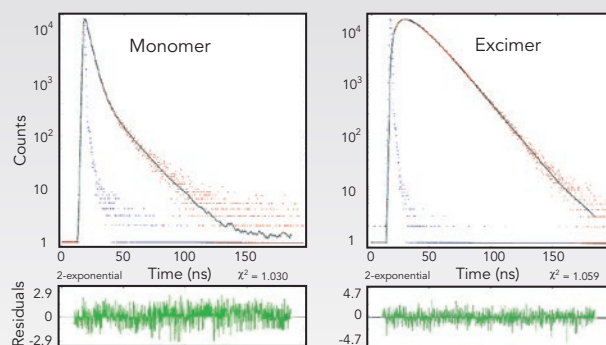 Monomer
Excimer
Counts
10⁴
10³
10²
10
1
0 50 100 150
10⁴
10³
10²
10
1
0 50 100 150
2-exponential Time (ns) χ² = 1.030
2-exponential Time (ns) χ² = 1.059
Residuals
2.9
0
-2.9
4.7
0
-4.7